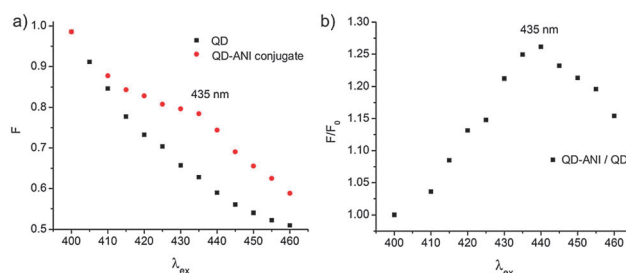 a)
QD
QD-ANI conjugate
435 nm
F
1.0
0.9
0.8
0.7
0.6
0.5
400 410 420 430 440 450 460
λex
b)
435 nm
QD-ANI / QD
F/F0
1.30
1.25
1.20
1.15
1.10
1.05
1.00
400 410 420 430 440 450 460
λex